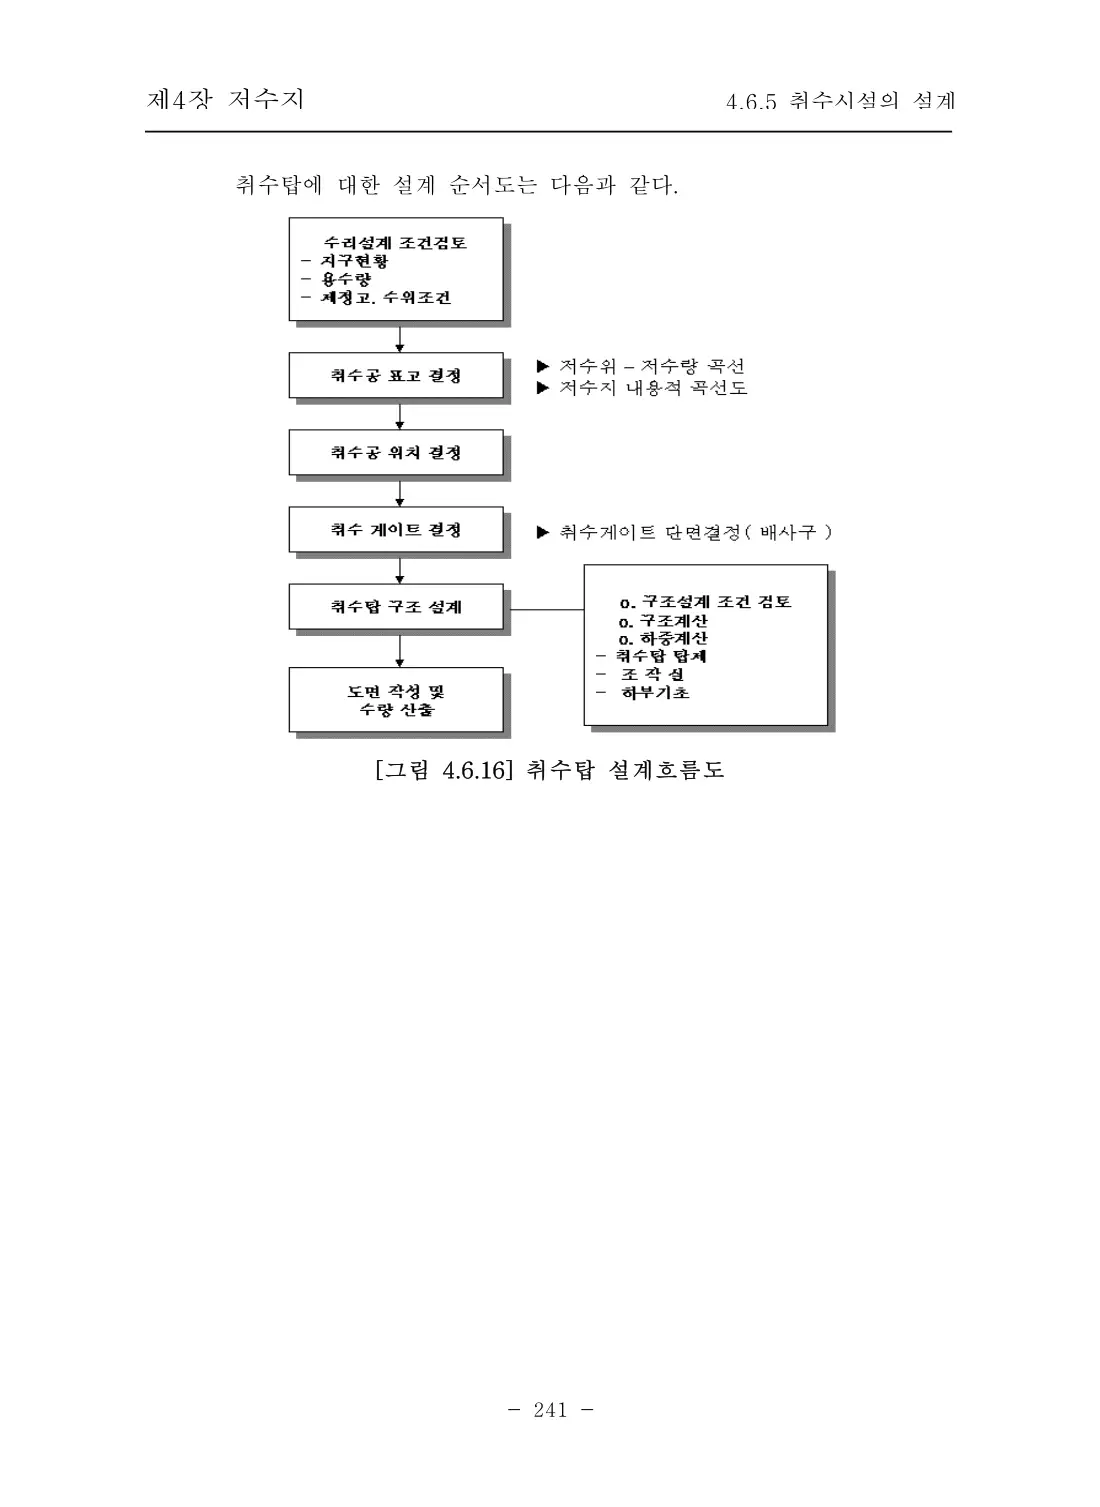 제4장 저수지
4.6.5 취수시설의 설계
취수탑에 대한 설계 순서도는 다음과 같다.
수리설계 조건검토
- 지구현황
- 용수량
- 제정고. 수위조건
취수공 표고 결정
▶ 저수위 – 저수량 곡선
▶ 저수지 내용적 곡선도
취수공 위치 결정
취수 게이트 결정
▶ 취수게이트 단면결정( 배사구 )
취수탑 구조 설계
o. 구조설계 조건 검토
o. 구조계산
o. 하중계산
- 취수탑 탑체
- 조 작 실
- 하부기초
도면 작성 및
수량 산출
[그림 4.6.16] 취수탑 설계흐름도
- 241 -